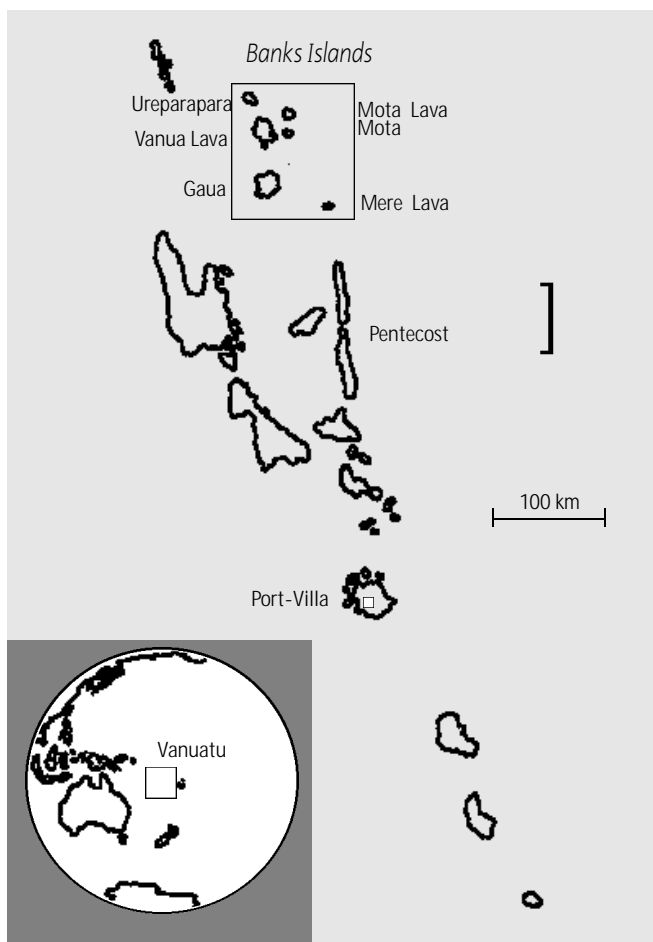 Banks Islands
Ureparapara
Mota Lava
Mota
Vanua Lava
Gaua
Mere Lava
Pentecost
100 km
Port-Villa
Vanuatu